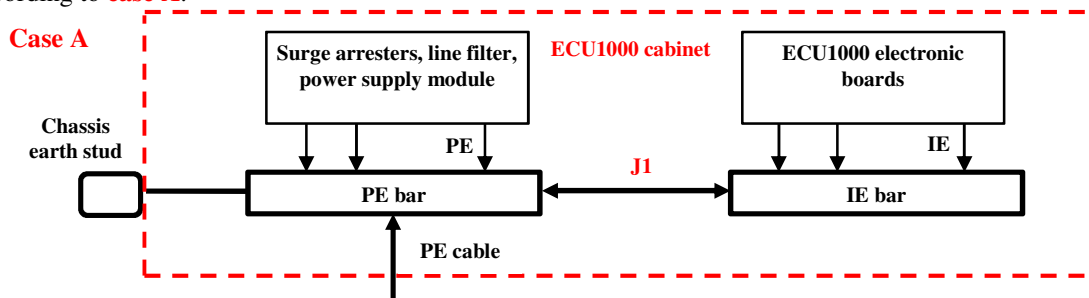 case A.
Case A
Surge arresters, line filter,
power supply module
ECU1000 cabinet
ECU1000 electronic
boards
Chassis
earth stud
PE
IE
J1
PE bar
IE bar
PE cable